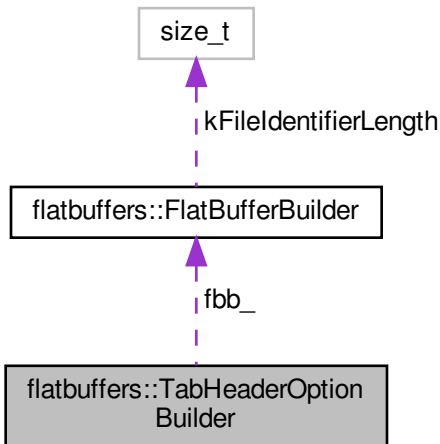 size_t
kFileIdentifierLength
flatbuffers::FlatBufferBuilder
fbb_
flatbuffers::TabHeaderOption
Builder